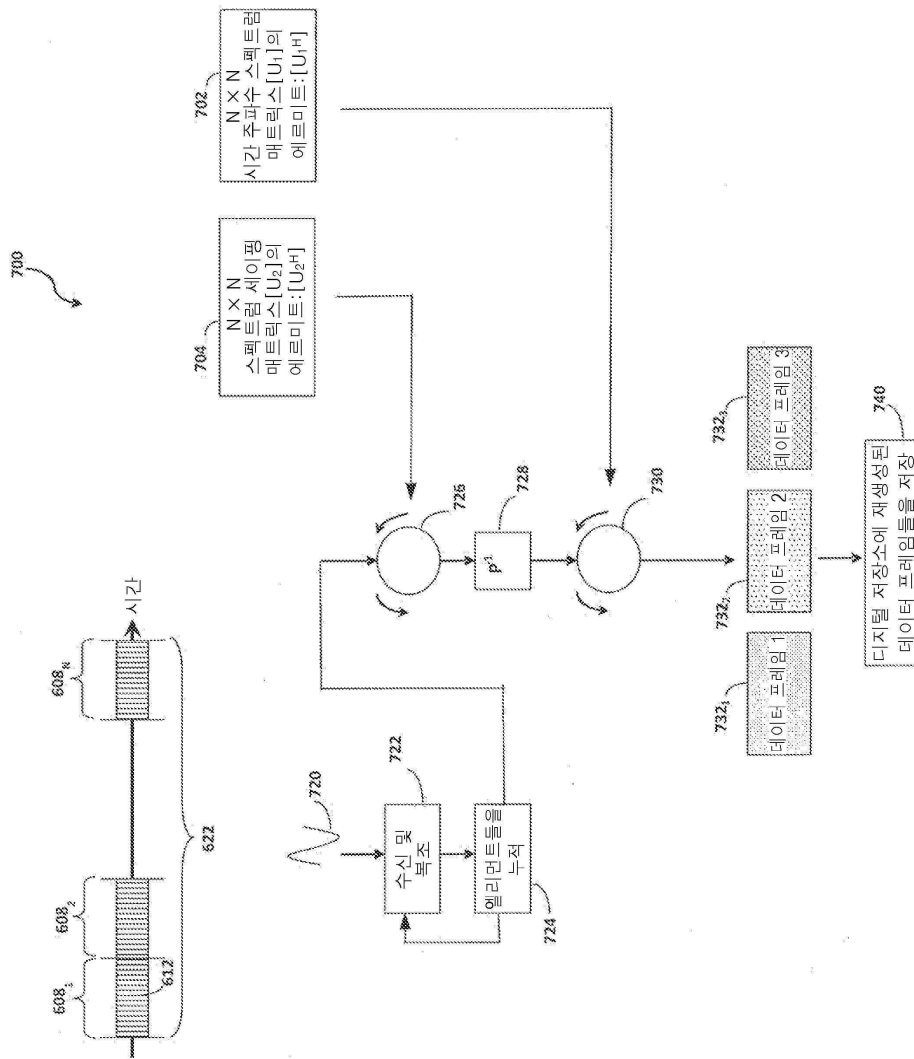 700
608₁
608₂
608ₙ
612
622
시간
704
N × N
스펙트럼 셰이핑
매트릭스[U₂]의
에르미트:[U₂ᴴ]
702
N × N
시간 주파수 스펙트럼
매트릭스[U₁]의
에르미트:[U₁ᴴ]
720
722
수신 및
복조
724
엘리먼트들을
누적
726
728
P⁻¹
730
732₁
데이터 프레임 1
732₂
데이터 프레임 2
732₃
데이터 프레임 3
740
디지털 저장소에 재생성된
데이터 프레임들을 저장